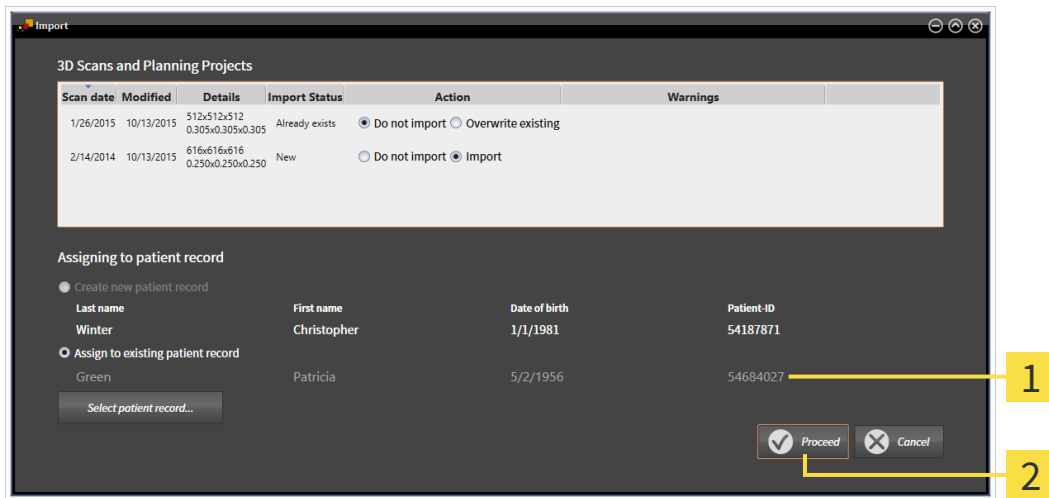 Import
3D Scans and Planning Projects
Scan date Modified Details Import Status Action Warnings
1/26/2015 10/13/2015 512x512x512 0.305x0.305x0.305 Already exists Do not import Overwrite existing
2/14/2014 10/13/2015 616x616x616 0.250x0.250x0.250 New Do not import Import
Assigning to patient record
Create new patient record
Last name First name Date of birth Patient-ID
Winter Christopher 1/1/1981 54187871
Assign to existing patient record
Green Patricia 5/2/1956 54684027 1
Select patient record...
Proceed Cancel
2